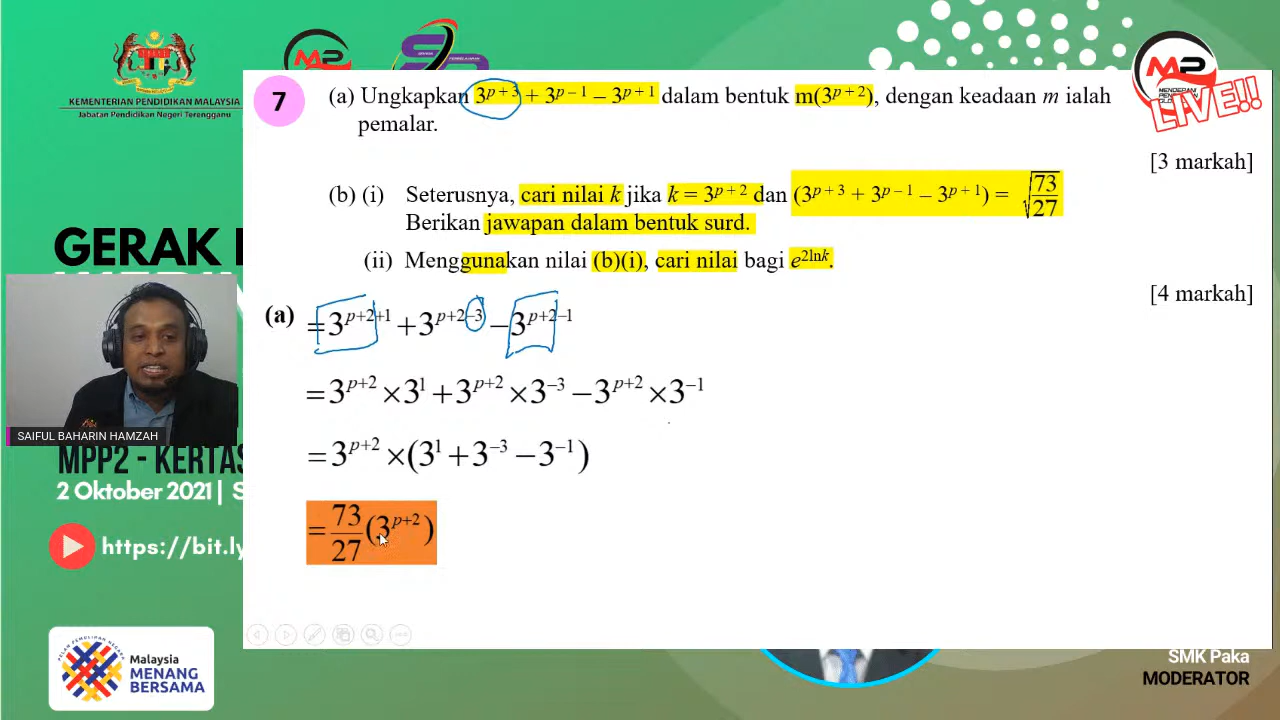 KEMENTERIAN PENDIDIKAN MALAYSIA
Jabatan Pendidikan Negeri Terengganu
MP
MP
LIVE!!
7
(a) Ungkapkan 3^{p + 3} + 3^{p − 1} − 3^{p + 1} dalam bentuk m(3^{p + 2}), dengan keadaan m ialah
pemalar.
[3 markah]
(b) (i) Seterusnya, cari nilai k jika k = 3^{p + 2} dan (3^{p + 3} + 3^{p − 1} − 3^{p + 1}) = √(73/27)
Berikan jawapan dalam bentuk surd.
(ii) Menggunakan nilai (b)(i), cari nilai bagi e^{2lnk}.
[4 markah]
(a) = 3^{p+2+1} + 3^{p+2−3} − 3^{p+2−1}
= 3^{p+2} × 3^{1} + 3^{p+2} × 3^{−3} − 3^{p+2} × 3^{−1}
= 3^{p+2} × (3^{1} + 3^{−3} − 3^{−1})
= 73/27 (3^{p+2})
GERAK
SAIFUL BAHARIN HAMZAH
MPP2 - KERTAS
2 Oktober 2021| S
https://bit.ly
Malaysia
MENANG
BERSAMA
SMK Paka
MODERATOR